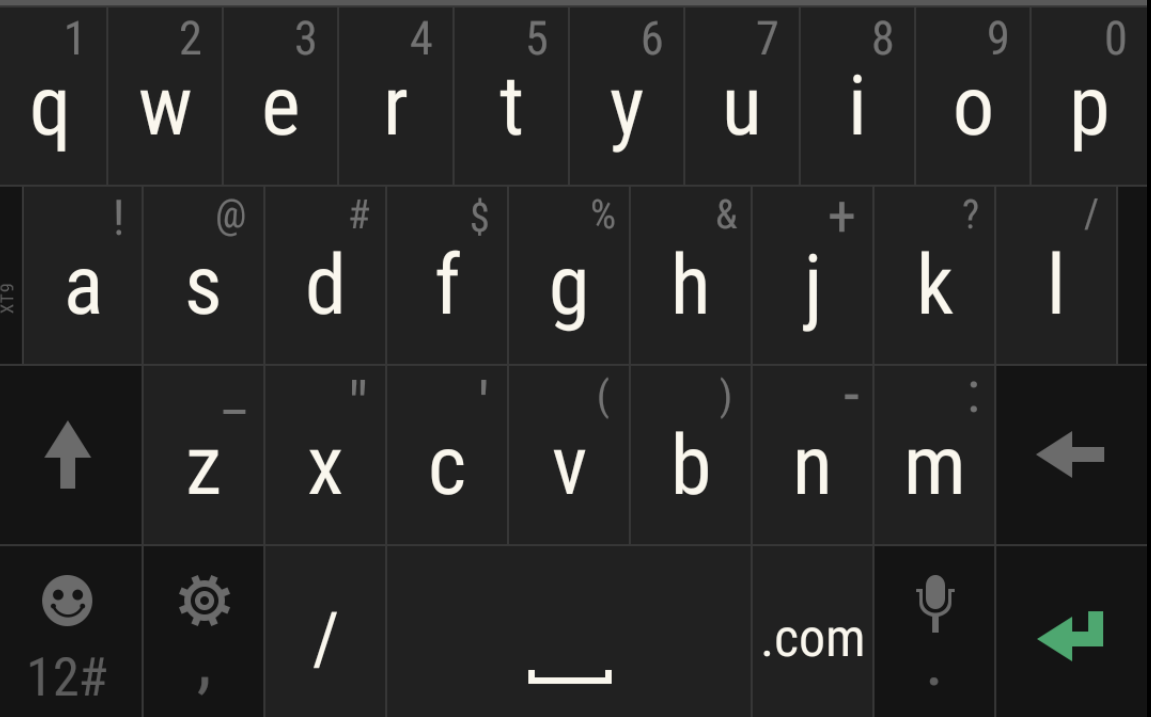 1 2 3 4 5 6 7 8 9 0
q w e r t y u i o p
! @ # $ % & + ? /
XT9 a s d f g h j k l
_ " ' ( ) - :
z x c v b n m
/ .com
12# , .